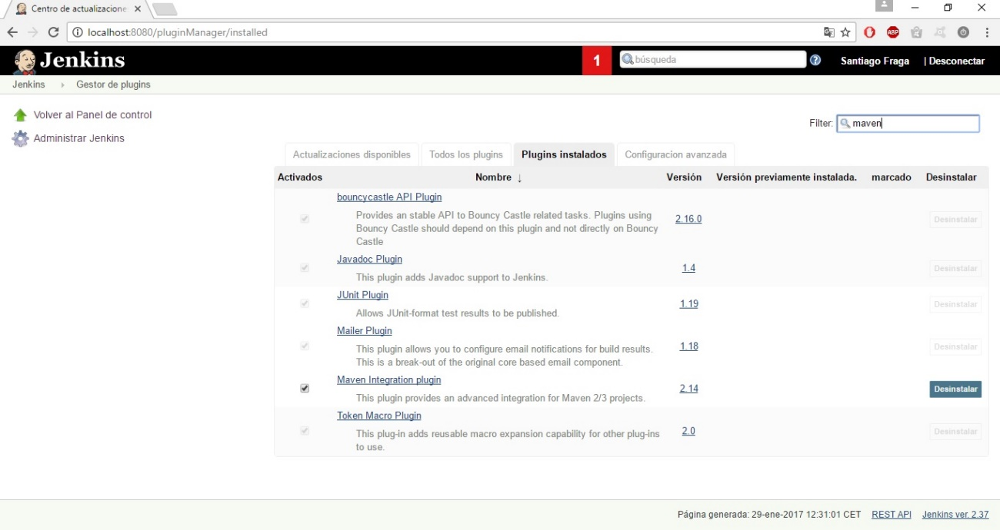 Centro de actualizacione
localhost:8080/pluginManager/installed
ABP
Jenkins
1
búsqueda
?
Santiago Fraga
| Desconectar
Jenkins
Gestor de plugins
Volver al Panel de control
Administrar Jenkins
Filter:
maven
Actualizaciones disponibles
Todos los plugins
Plugins instalados
Configuracion avanzada
Activados
Nombre ↓
Versión
Versión previamente instalada.
marcado
Desinstalar
bouncycastle API Plugin
Provides an stable API to Bouncy Castle related tasks. Plugins using
Bouncy Castle should depend on this plugin and not directly on Bouncy
Castle
2.16.0
Desinstalar
Javadoc Plugin
This plugin adds Javadoc support to Jenkins.
1.4
Desinstalar
JUnit Plugin
Allows JUnit-format test results to be published.
1.19
Desinstalar
Mailer Plugin
This plugin allows you to configure email notifications for build results.
This is a break-out of the original core based email component.
1.18
Desinstalar
Maven Integration plugin
This plugin provides an advanced integration for Maven 2/3 projects.
2.14
Desinstalar
Token Macro Plugin
This plug-in adds reusable macro expansion capability for other plug-ins
to use.
2.0
Desinstalar
Página generada: 29-ene-2017 12:31:01 CET
REST API
Jenkins ver. 2.37